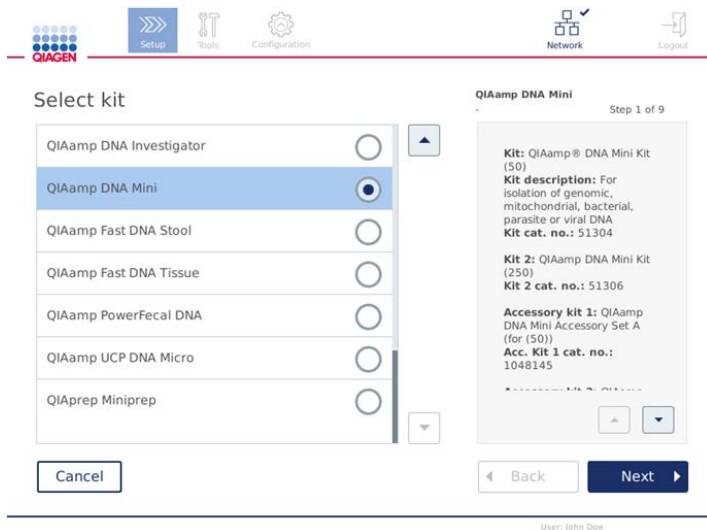 QIAGEN
Setup
Tools
Configuration
Network
Logout
Select kit
QIAamp DNA Investigator
QIAamp DNA Mini
QIAamp Fast DNA Stool
QIAamp Fast DNA Tissue
QIAamp PowerFecal DNA
QIAamp UCP DNA Micro
QIAprep Miniprep
QIAamp DNA Mini
-
Step 1 of 9
Kit: QIAamp® DNA Mini Kit
(50)
Kit description: For
isolation of genomic,
mitochondrial, bacterial,
parasite or viral DNA
Kit cat. no.: 51304
Kit 2: QIAamp DNA Mini Kit
(250)
Kit 2 cat. no.: 51306
Accessory kit 1: QIAamp
DNA Mini Accessory Set A
(for (50))
Acc. Kit 1 cat. no.:
1048145
Cancel
Back
Next
User: John Doe